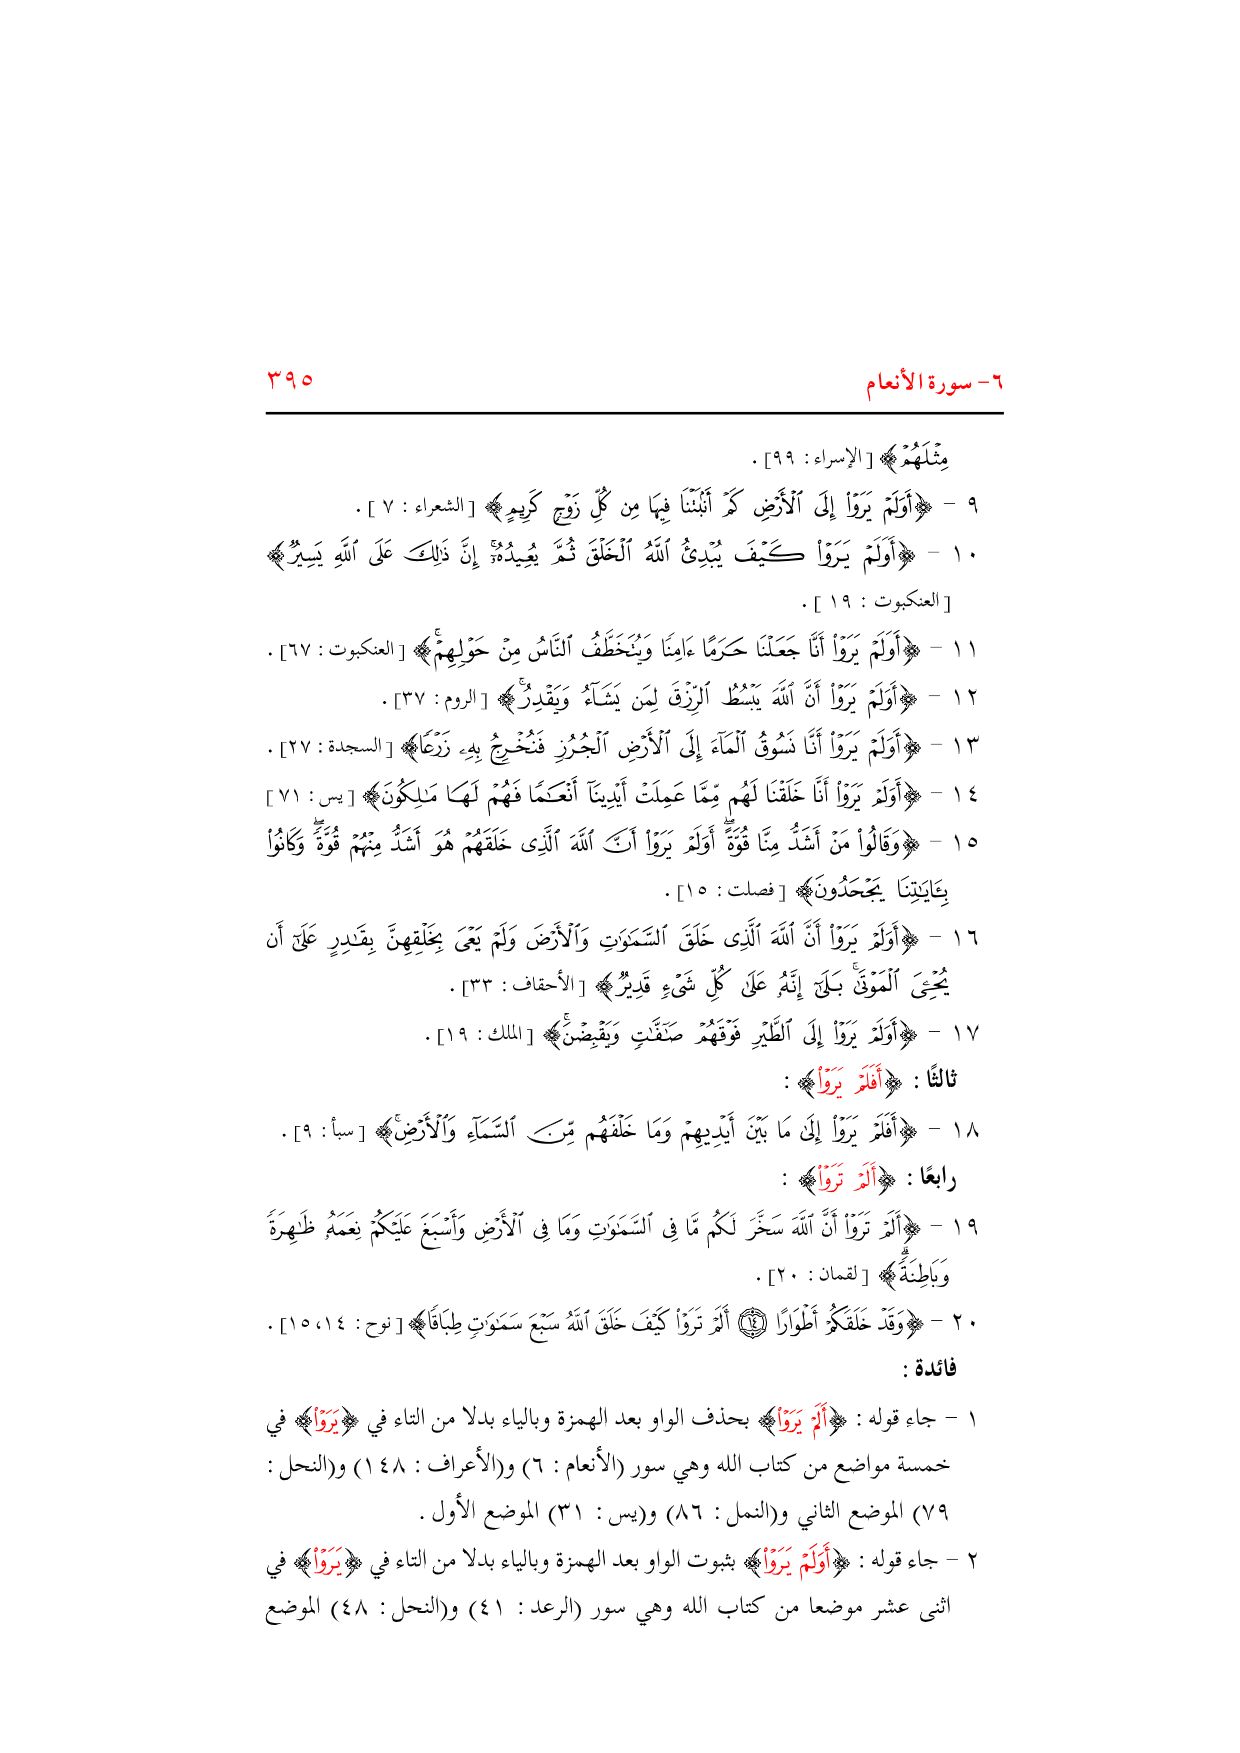 ٦- سورة الأنعام ٣٩٥
مِثْلَهُمْ﴾ [الإسراء : ٩٩] .
٩ - ﴿أَوَلَمْ يَرَوْا۟ إِلَى ٱلْأَرْضِ كَمْ أَنۢبَتْنَا فِيهَا مِن كُلِّ زَوْجٍ كَرِيمٍ﴾ [الشعراء : ٧ ] .
١٠ - ﴿أَوَلَمْ يَرَوْا۟ كَيْفَ يُبْدِئُ ٱللَّهُ ٱلْخَلْقَ ثُمَّ يُعِيدُهُۥٓ ۚ إِنَّ ذَٰلِكَ عَلَى ٱللَّهِ يَسِيرٌ﴾
[العنكبوت : ١٩ ] .
١١ - ﴿أَوَلَمْ يَرَوْا۟ أَنَّا جَعَلْنَا حَرَمًا ءَامِنًا وَيُتَخَطَّفُ ٱلنَّاسُ مِنْ حَوْلِهِمْ ۚ﴾ [العنكبوت : ٦٧] .
١٢ - ﴿أَوَلَمْ يَرَوْا۟ أَنَّ ٱللَّهَ يَبْسُطُ ٱلرِّزْقَ لِمَن يَشَآءُ وَيَقْدِرُ ۚ﴾ [الروم : ٣٧] .
١٣ - ﴿أَوَلَمْ يَرَوْا۟ أَنَّا نَسُوقُ ٱلْمَآءَ إِلَى ٱلْأَرْضِ ٱلْجُرُزِ فَنُخْرِجُ بِهِۦ زَرْعًا﴾ [السجدة : ٢٧] .
١٤ - ﴿أَوَلَمْ يَرَوْا۟ أَنَّا خَلَقْنَا لَهُم مِّمَّا عَمِلَتْ أَيْدِينَآ أَنْعَٰمًا فَهُمْ لَهَا مَٰلِكُونَ﴾ [يس : ٧١]
١٥ - ﴿وَقَالُوا۟ مَنْ أَشَدُّ مِنَّا قُوَّةً ۖ أَوَلَمْ يَرَوْا۟ أَنَّ ٱللَّهَ ٱلَّذِى خَلَقَهُمْ هُوَ أَشَدُّ مِنْهُمْ قُوَّةً ۖ وَكَانُوا۟
بِـَٔايَٰتِنَا يَجْحَدُونَ﴾ [فصلت : ١٥] .
١٦ - ﴿أَوَلَمْ يَرَوْا۟ أَنَّ ٱللَّهَ ٱلَّذِى خَلَقَ ٱلسَّمَٰوَٰتِ وَٱلْأَرْضَ وَلَمْ يَعْىَ بِخَلْقِهِنَّ بِقَٰدِرٍ عَلَىٰٓ أَن
يُحْـِۧىَ ٱلْمَوْتَىٰ ۚ بَلَىٰٓ إِنَّهُۥ عَلَىٰ كُلِّ شَىْءٍ قَدِيرٌ﴾ [الأحقاف : ٣٣] .
١٧ - ﴿أَوَلَمْ يَرَوْا۟ إِلَى ٱلطَّيْرِ فَوْقَهُمْ صَٰٓفَّٰتٍ وَيَقْبِضْنَ ۚ﴾ [الملك : ١٩] .
ثالثًا : ﴿أَفَلَمْ يَرَوْا۟﴾ :
١٨ - ﴿أَفَلَمْ يَرَوْا۟ إِلَىٰ مَا بَيْنَ أَيْدِيهِمْ وَمَا خَلْفَهُم مِّنَ ٱلسَّمَآءِ وَٱلْأَرْضِ ۚ﴾ [سبأ : ٩] .
رابعًا : ﴿أَلَمْ تَرَوْا۟﴾ :
١٩ - ﴿أَلَمْ تَرَوْا۟ أَنَّ ٱللَّهَ سَخَّرَ لَكُم مَّا فِى ٱلسَّمَٰوَٰتِ وَمَا فِى ٱلْأَرْضِ وَأَسْبَغَ عَلَيْكُمْ نِعَمَهُۥ ظَٰهِرَةً
وَبَاطِنَةً ۗ﴾ [لقمان : ٢٠] .
٢٠ - ﴿وَقَدْ خَلَقَكُمْ أَطْوَارًا ١٤ أَلَمْ تَرَوْا۟ كَيْفَ خَلَقَ ٱللَّهُ سَبْعَ سَمَٰوَٰتٍ طِبَاقًا﴾ [نوح : ١٤، ١٥] .
فائدة :
١ - جاء قوله : ﴿أَلَمْ يَرَوْا۟﴾ بحذف الواو بعد الهمزة وبالياء بدلا من التاء في ﴿يَرَوْا۟﴾ في
خمسة مواضع من كتاب الله وهي سور (الأنعام : ٦) و(الأعراف : ١٤٨) و(النحل :
٧٩) الموضع الثاني و(النمل : ٨٦) و(يس : ٣١) الموضع الأول .
٢ - جاء قوله : ﴿أَوَلَمْ يَرَوْا۟﴾ بثبوت الواو بعد الهمزة وبالياء بدلا من التاء في ﴿يَرَوْا۟﴾ في
اثنى عشر موضعا من كتاب الله وهي سور (الرعد : ٤١) و(النحل : ٤٨) الموضع